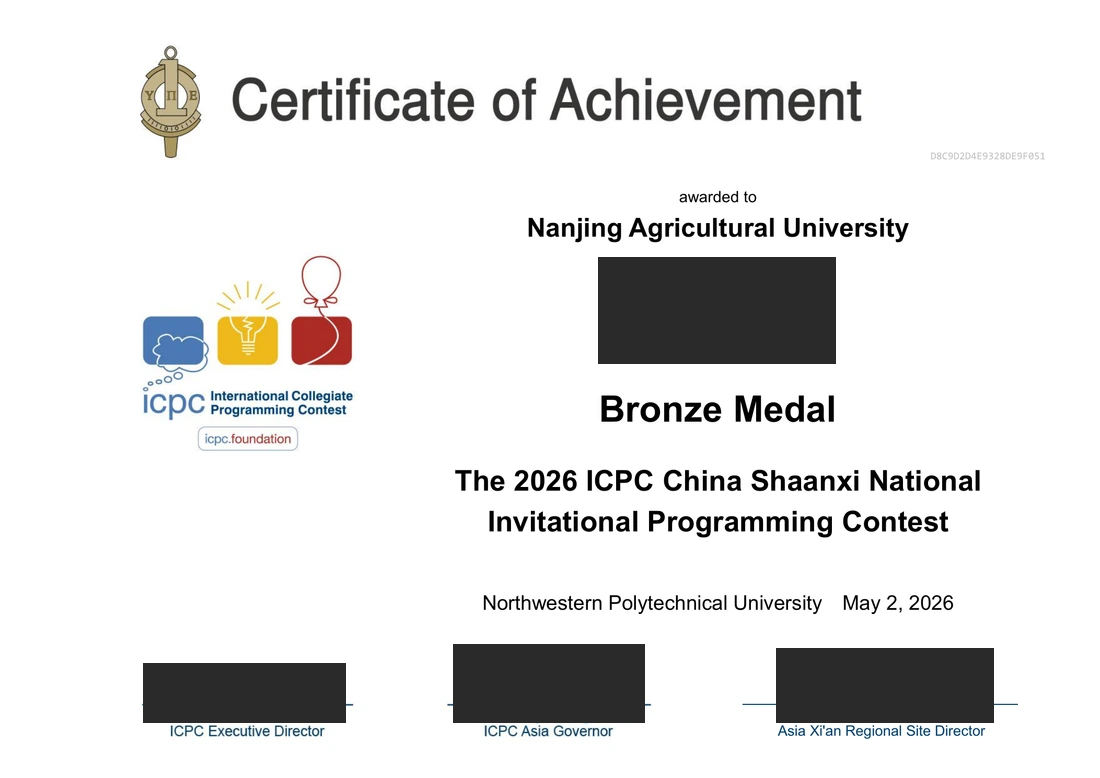 Y Π E
Certificate of Achievement
D8C9D2D4E9328DE9F051
awarded to
Nanjing Agricultural University
Bronze Medal
icpc International Collegiate
Programming Contest
icpc.foundation
The 2026 ICPC China Shaanxi National
Invitational Programming Contest
Northwestern Polytechnical University May 2, 2026
ICPC Executive Director
ICPC Asia Governor
Asia Xi'an Regional Site Director